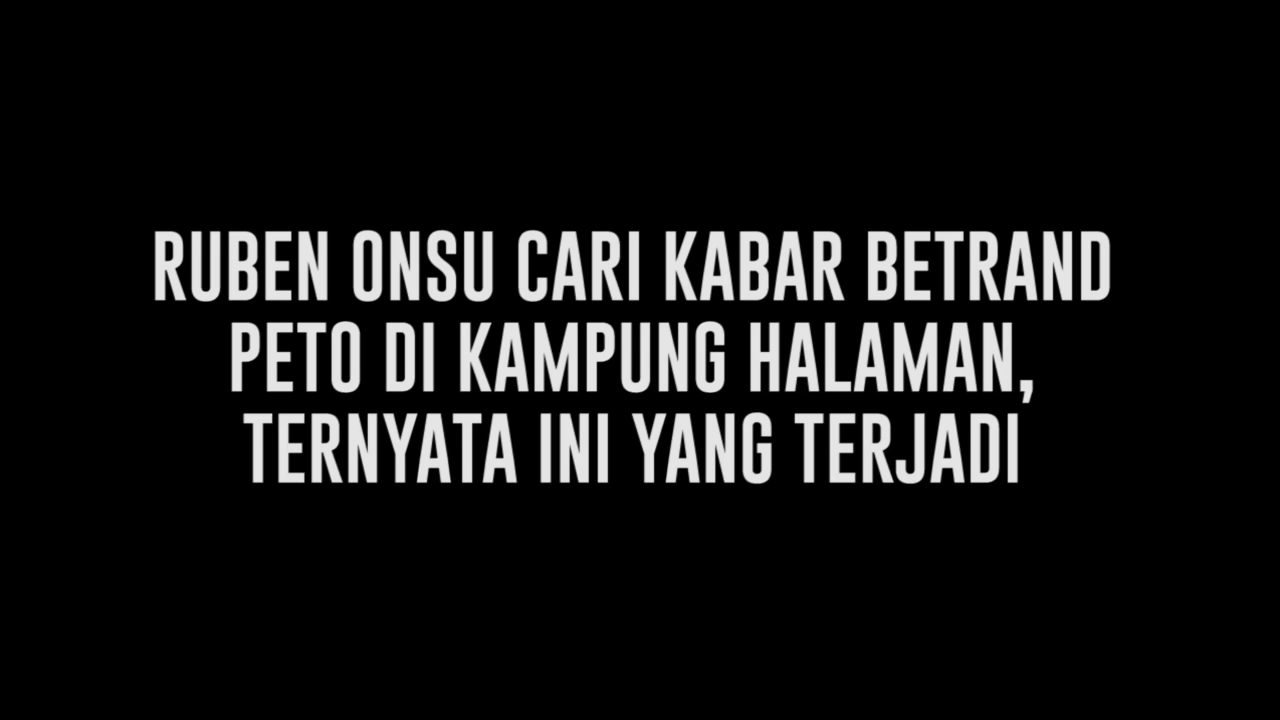 RUBEN ONSU CARI KABAR BETRAND
PETO DI KAMPUNG HALAMAN,
TERNYATA INI YANG TERJADI